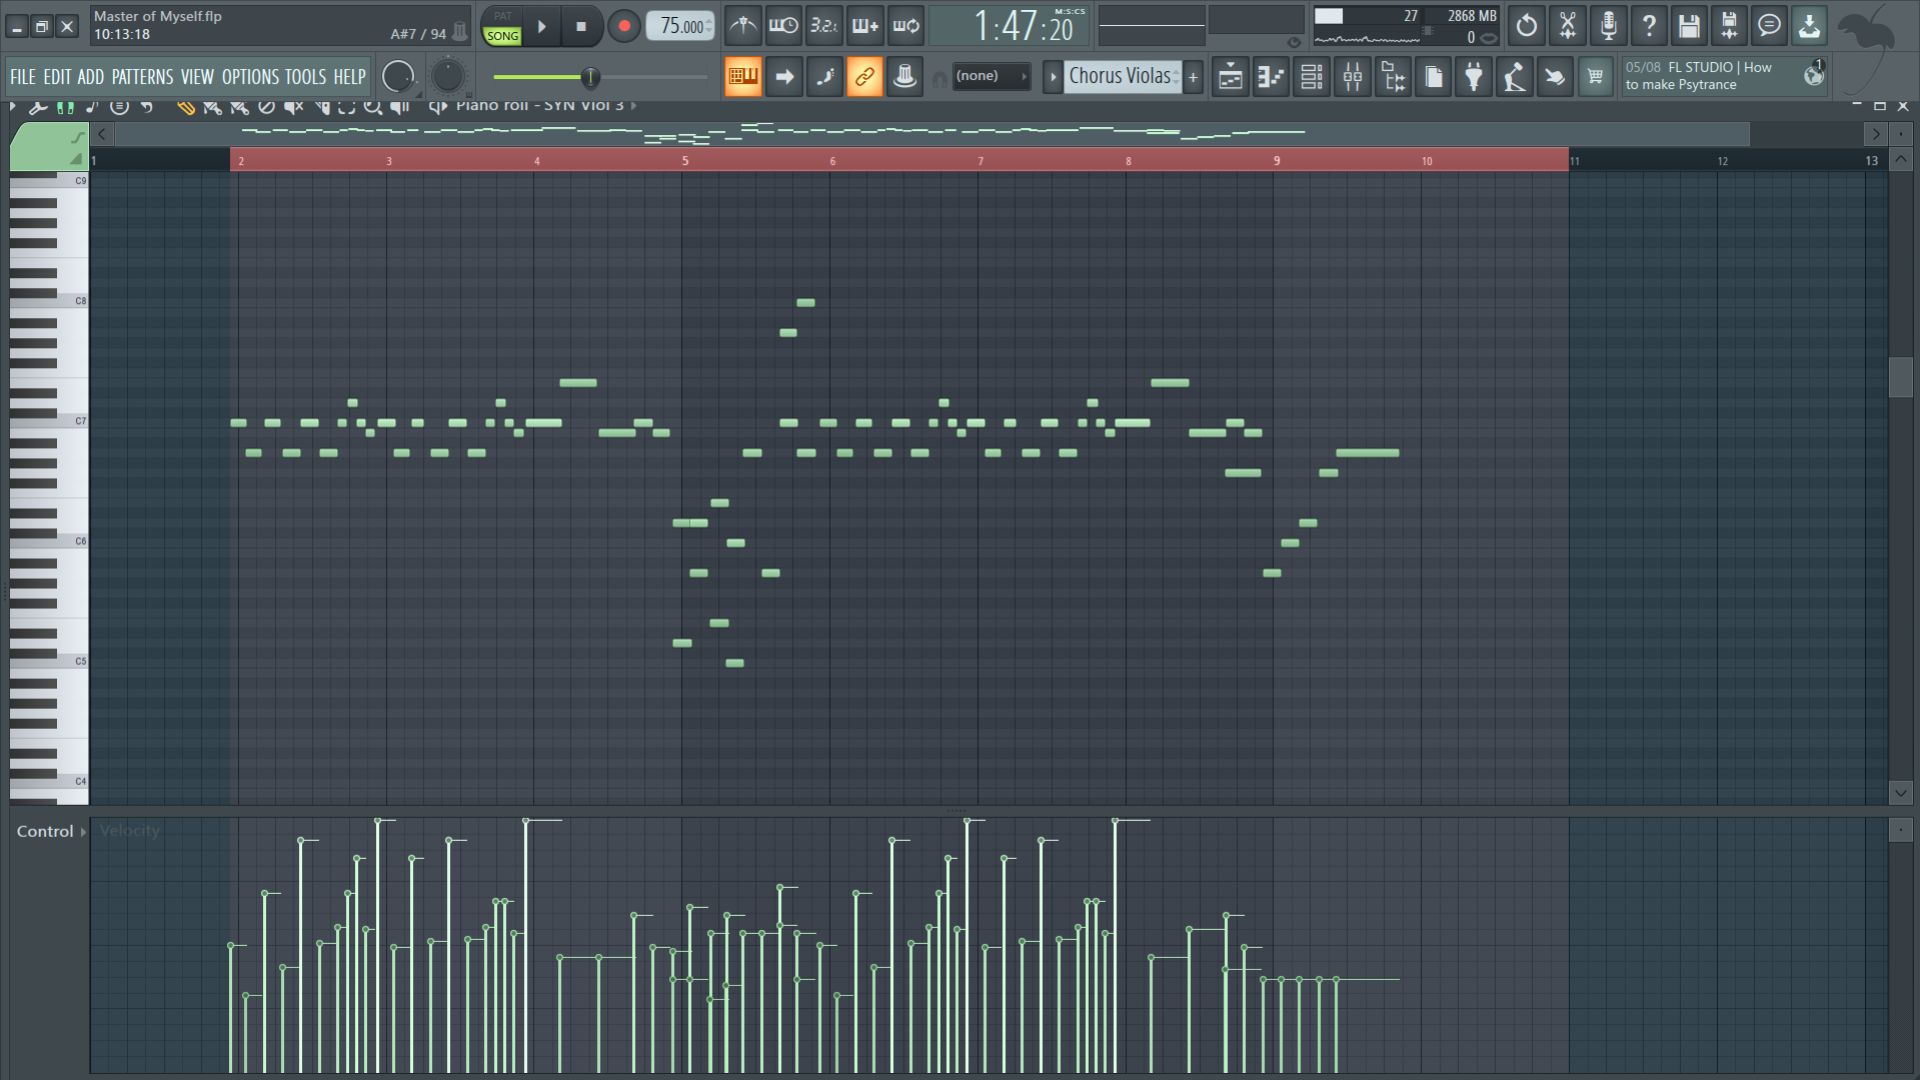 Master of Myself.flp
10:13:18
A#7 / 94
PAT
SONG
75.000
3.2.
1:47:20
M:S:CS
27
2868 MB
0
FILE EDIT ADD PATTERNS VIEW OPTIONS TOOLS HELP
(none)
Chorus Violas
+
05/08 FL STUDIO | How
to make Psytrance
1
Piano roll - SYN Viol 3
1 2 3 4 5 6 7 8 9 10 11 12 13
C9
C8
C7
C6
C5
C4
Control
Velocity